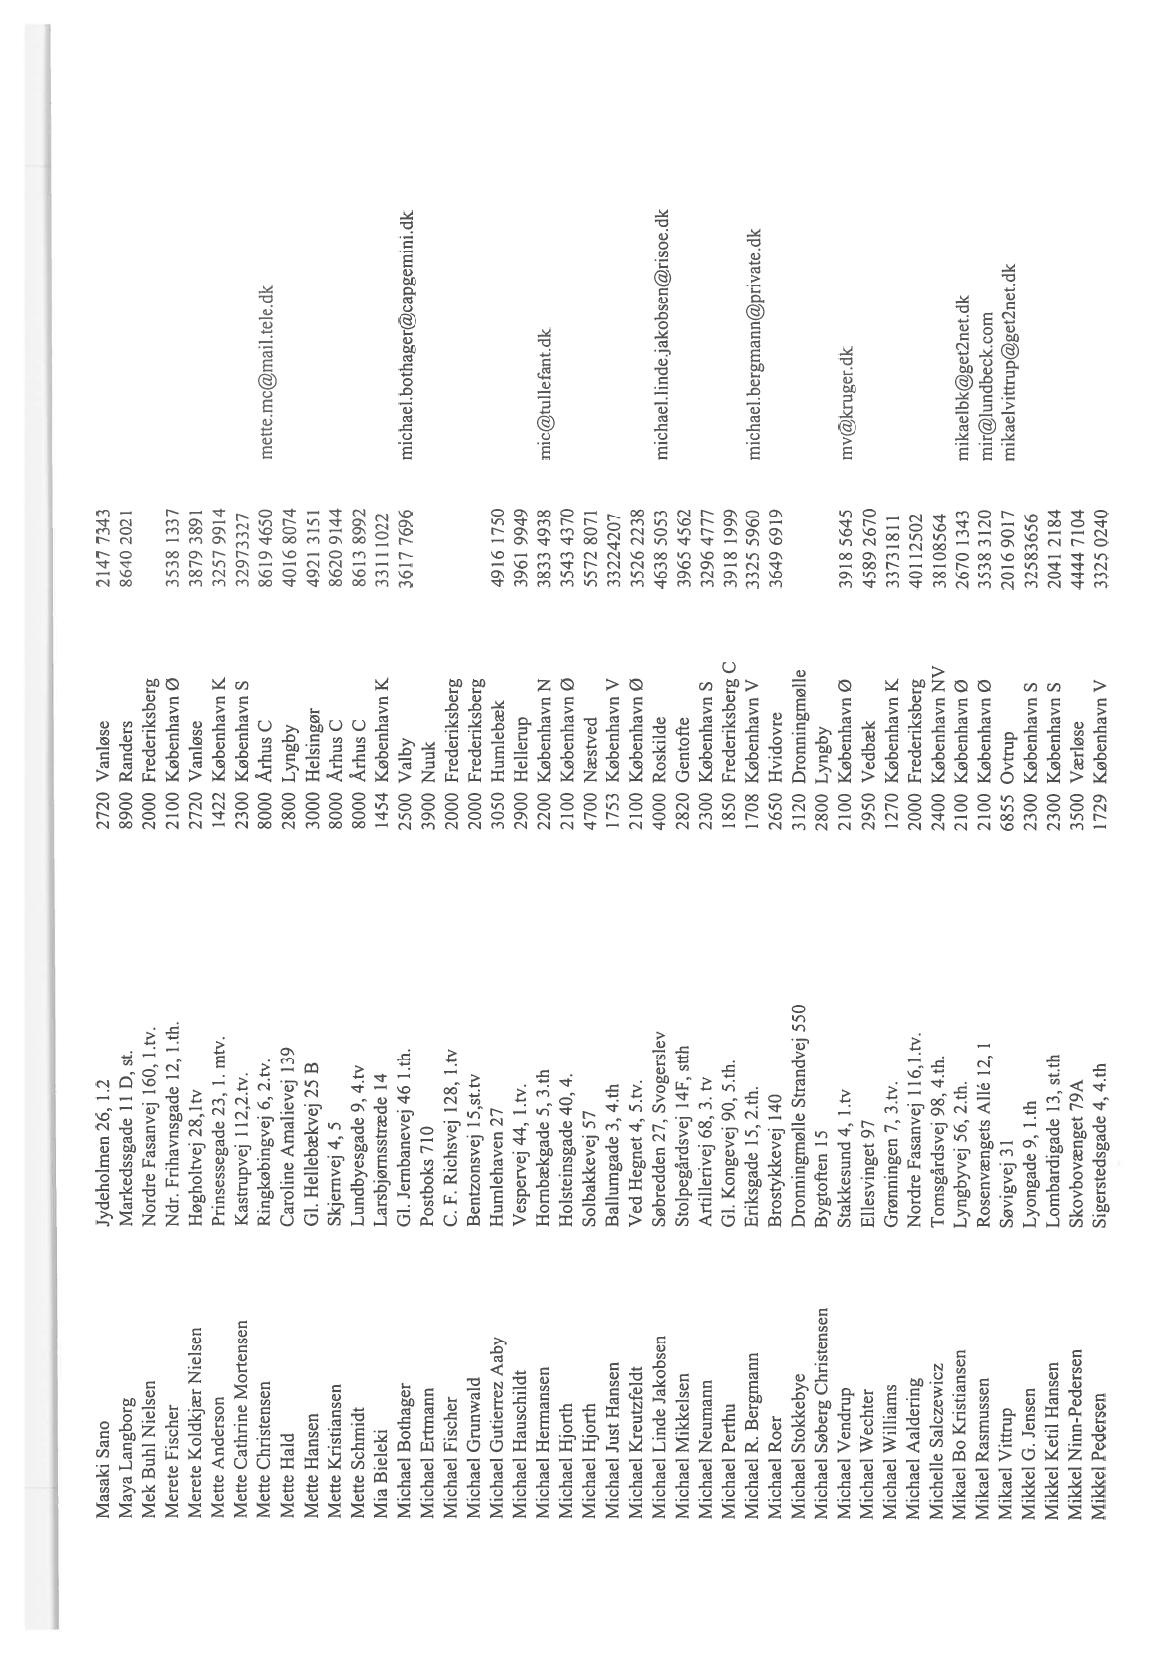 Masaki Sano Jydeholmen 26, 1.2 2720 Vanløse 2147 7343
Maya Langborg Markedssgade 11 D, st. 8900 Randers 8640 2021
Mek Buhl Nielsen Nordre Fasanvej 160, 1.tv. 2000 Frederiksberg
Merete Fischer Ndr. Frihavnsgade 12, 1.th. 2100 København Ø 3538 1337
Merete Koldkjær Nielsen Høgholtvej 28,1tv 2720 Vanløse 3879 3891
Mette Anderson Prinsessegade 23, 1. mtv. 1422 København K 3257 9914
Mette Cathrine Mortensen Kastrupvej 112,2.tv. 2300 København S 32973327
Mette Christensen Ringkøbingvej 6, 2.tv. 8000 Århus C 8619 4650 mette.mc@mail.tele.dk
Mette Hald Caroline Amalievej 139 2800 Lyngby 4016 8074
Mette Hansen Gl. Hellebækvej 25 B 3000 Helsingør 4921 3151
Mette Kristiansen Skjernvej 4, 5 8000 Århus C 8620 9144
Mette Schmidt Lundbyesgade 9, 4.tv 8000 Århus C 8613 8992
Mia Bieleki Larsbjørnsstræde 14 1454 København K 3311 1022
Michael Bothager Gl. Jernbanevej 46 1.th. 2500 Valby 3617 7696 michael.bothager@capgemini.dk
Michael Ertmann Postboks 710 3900 Nuuk
Michael Fischer C. F. Richsvej 128, 1.tv 2000 Frederiksberg
Michael Grunwald Bentzonsvej 15,st.tv 2000 Frederiksberg
Michael Gutierrez Aaby Humlehaven 27 3050 Humlebæk 4916 1750
Michael Hauschildt Vespervej 44, 1.tv. 2900 Hellerup 3961 9949
Michael Hermansen Hornbækgade 5, 3.th 2200 København N 3833 4938 mic@tullefant.dk
Michael Hjorth Holsteinsgade 40, 4. 2100 København Ø 3543 4370
Michael Hjorth Solbakkevej 57 4700 Næstved 5572 8071
Michael Just Hansen Ballumgade 3, 4.th 1753 København V 33224207
Michael Kreutzfeldt Ved Hegnet 4, 5.tv. 2100 København Ø 3526 2238
Michael Linde Jakobsen Søbredden 27, Svogerslev 4000 Roskilde 4638 5053 michael.linde.jakobsen@risoe.dk
Michael Mikkelsen Stolpegårdsvej 14F, stth 2820 Gentofte 3965 4562
Michael Neumann Artillerivej 68, 3. tv 2300 København S 3296 4777
Michael Perthu Gl. Kongevej 90, 5.th. 1850 Frederiksberg C 3918 1999
Michael R. Bergmann Eriksgade 15, 2.th. 1708 København V 3325 5960 michael.bergmann@private.dk
Michael Roer Brostykkevej 140 2650 Hvidovre 3649 6919
Michael Stokkebye Dronningmølle Strandvej 550 3120 Dronningmølle
Michael Søberg Christensen Bygtoften 15 2800 Lyngby
Michael Vendrup Stakkesund 4, 1.tv 2100 København Ø 3918 5645 mv@kruger.dk
Michael Wechter Ellesvinget 97 2950 Vedbæk 4589 2670
Michael Williams Grønningen 7, 3.tv. 1270 København K 33731811
Michael Aaldering Nordre Fasanvej 116,1.tv. 2000 Frederiksberg 40112502
Michelle Salczewicz Tomsgårdsvej 98, 4.th. 2400 København NV 38108564
Mikael Bo Kristiansen Lyngbyvej 56, 2.th. 2100 København Ø 2670 1343 mikaelbk@get2net.dk
Mikael Rasmussen Rosenvængets Allé 12, 1 2100 København Ø 3538 3120 mir@lundbeck.com
Mikael Vittrup Søvigvej 31 6855 Ovtrup 2016 9017 mikaelvittrup@get2net.dk
Mikkel G. Jensen Lyongade 9, 1.th 2300 København S 32583656
Mikkel Ketil Hansen Lombardigade 13, st.th 2300 København S 2041 2184
Mikkel Ninn-Pedersen Skovbovænget 79A 3500 Værløse 4444 7104
Mikkel Pedersen Sigerstedsgade 4, 4.th 1729 København V 3325 0240